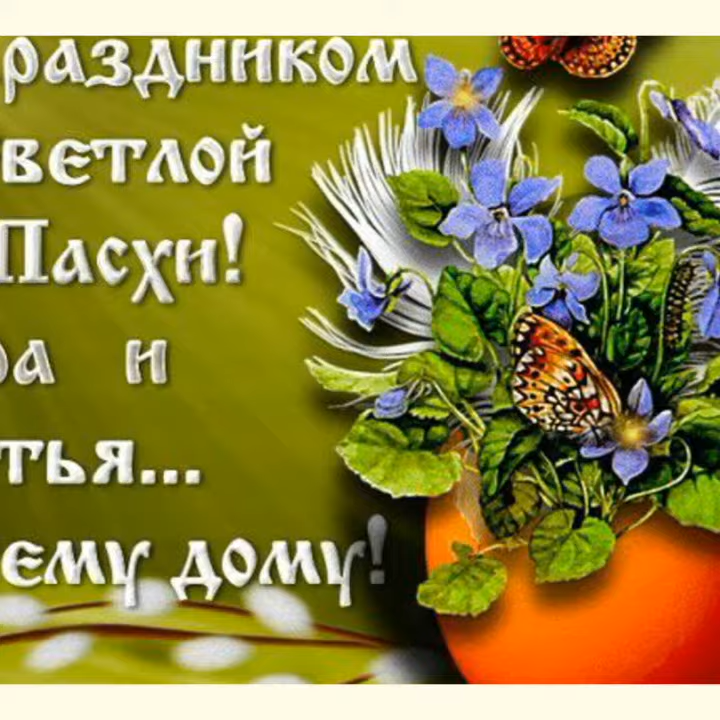 раздником
ветлой
Пасхи!
а и
тья...
ему дому!